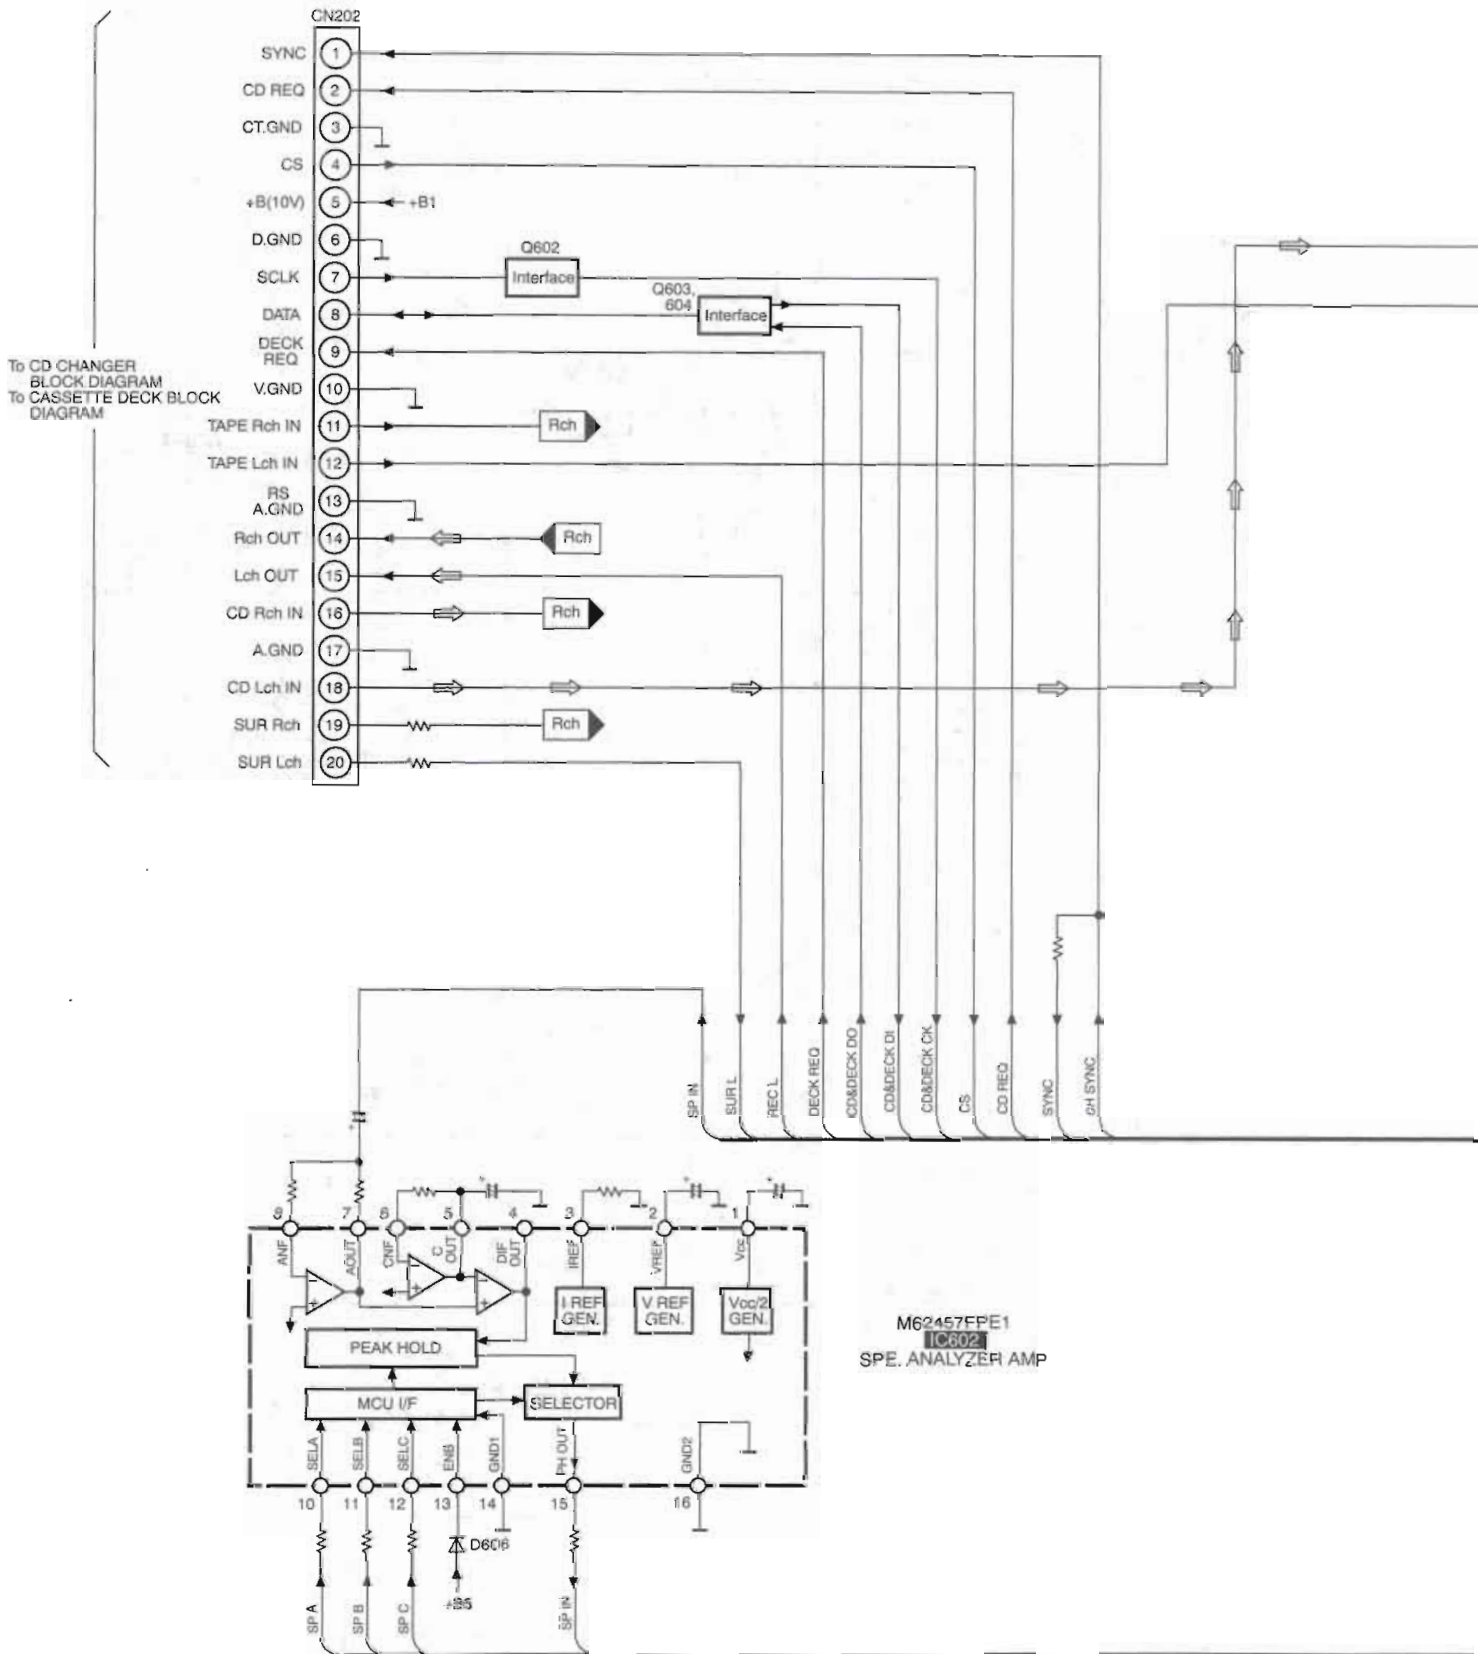 CN202
SYNC 1
CD REQ 2
CT.GND 3
CS 4
+B(10V) 5 +B1
D.GND 6
Q602
SCLK 7 Interface
Q603,
604
DATA 8 Interface
DECK
REQ 9
To CD CHANGER
BLOCK DIAGRAM
To CASSETTE DECK BLOCK
DIAGRAM
V.GND 10
TAPE Rch IN 11 Rch
TAPE Lch IN 12
RS
A.GND 13
Rch OUT 14 Rch
Lch OUT 15
CD Rch IN 16 Rch
A.GND 17
CD Lch IN 18
SUR Rch 19 Rch
SUR Lch 20
SP IN
SUR L
REC L
DECK REQ
CD&DECK DO
CD&DECK DI
CD&DECK CK
CS
CD REQ
SYNC
CH SYNC
+ + + +
9 7 6 5 4 3 2 1
ANF
AOUT
CNF
C
OUT
DIF
OUT
IREF
VREF
Vcc
I REF
GEN.
V REF
GEN.
Vcc/2
GEN.
PEAK HOLD
MCU I/F
SELECTOR
M62457FPE1
IC602
SPE. ANALYZER AMP
SELA
SELB
SELC
ENB
GND1
PH OUT
GND2
10 11 12 13 14 15 16
D606
SP A
SP B
SP C
SP IN